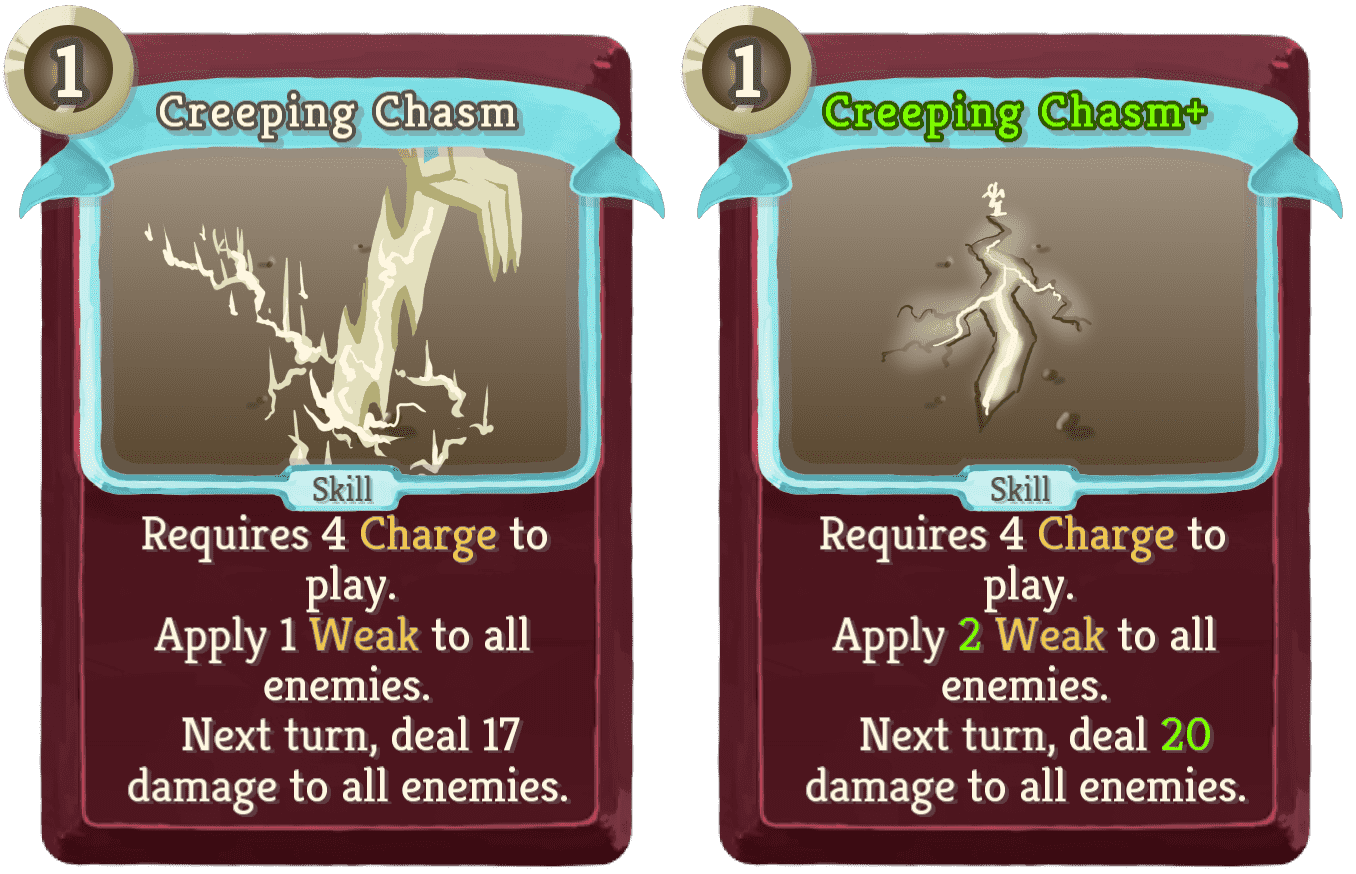 1
Creeping Chasm
Skill
Requires 4 Charge to
play.
Apply 1 Weak to all
enemies.
Next turn, deal 17
damage to all enemies.
1
Creeping Chasm+
Skill
Requires 4 Charge to
play.
Apply 2 Weak to all
enemies.
Next turn, deal 20
damage to all enemies.